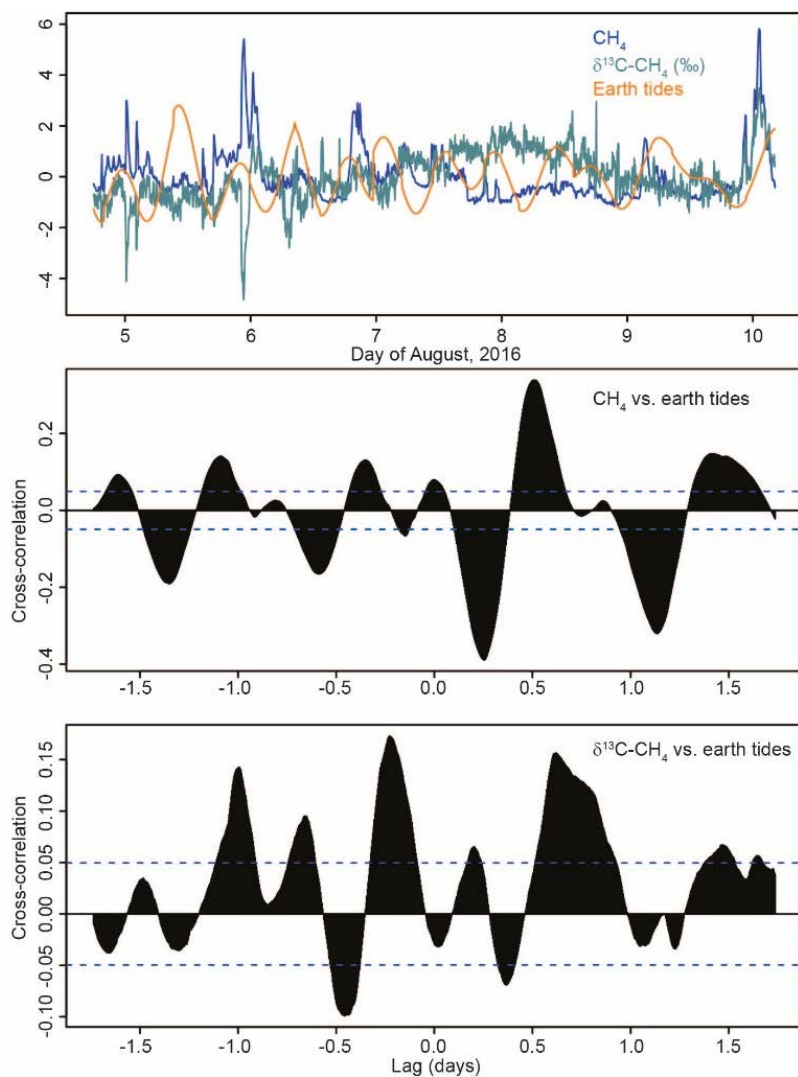 6
4
2
0
-2
-4
CH₄
δ¹³C-CH₄ (‰)
Earth tides
5 6 7 8 9 10
Day of August, 2016
CH₄ vs. earth tides
Cross-correlation
0.2
0.0
-0.2
-0.4
-1.5 -1.0 -0.5 0.0 0.5 1.0 1.5
δ¹³C-CH₄ vs. earth tides
Cross-correlation
0.15
0.10
0.05
0.00
-0.05
-0.10
-1.5 -1.0 -0.5 0.0 0.5 1.0 1.5
Lag (days)